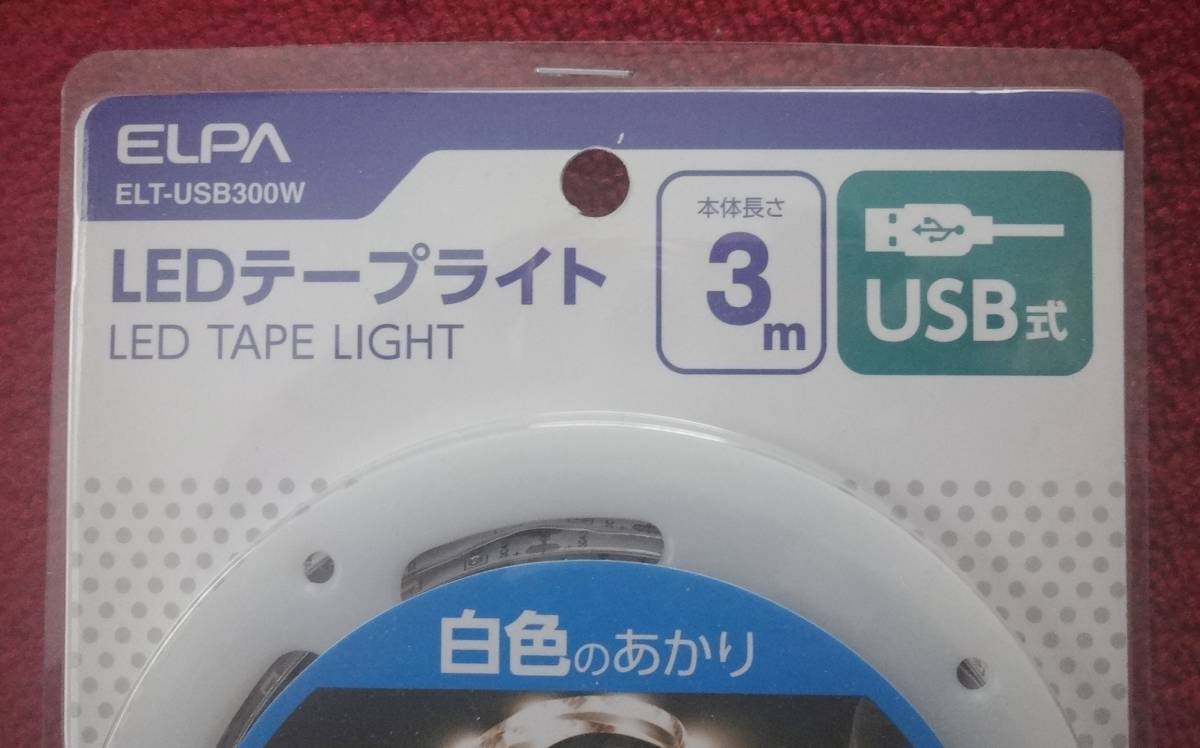 ELPA
ELT-USB300W
LEDテープライト
LED TAPE LIGHT
本体長さ
3m
USB式
白色のあかり